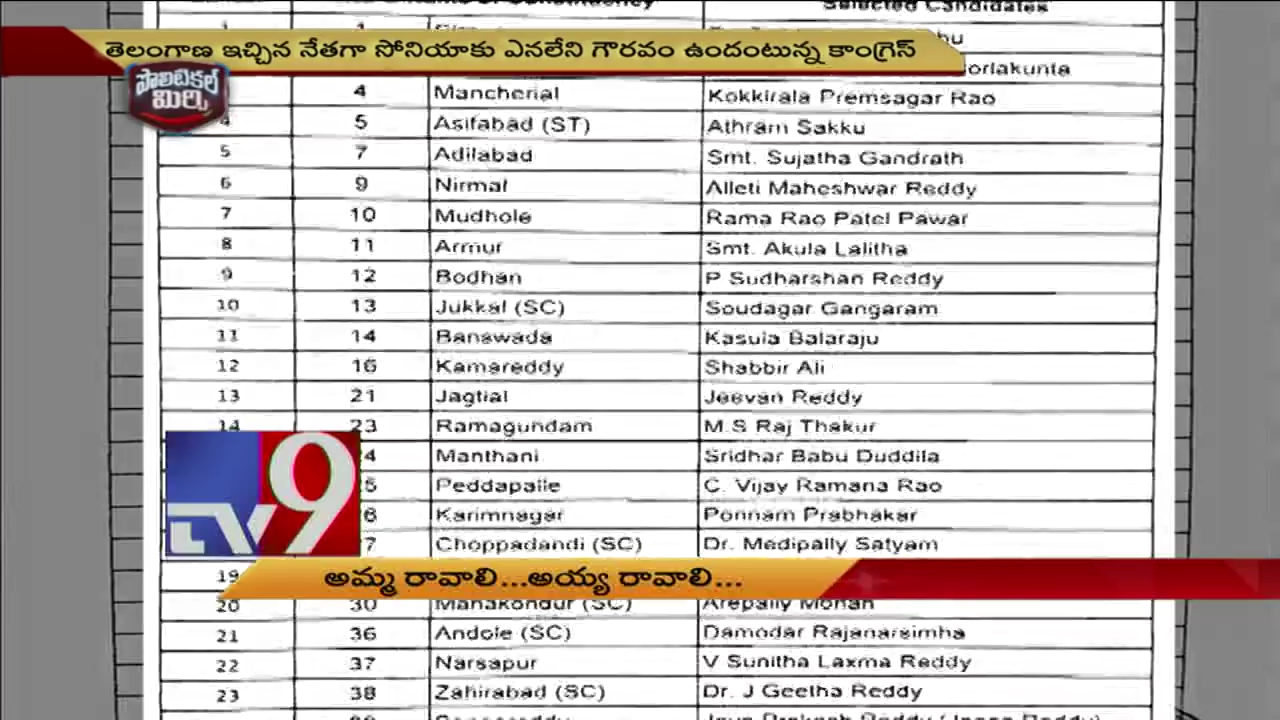 Selected Candidates
తెలంగాణ ఇచ్చిన నేతగా సోనియాకు ఎనలేని గౌరవం ఉందంటున్న కాంగ్రెస్
పొలిటికల్
మిర్చి
4 Mancherial Kokkirala Premsagar Rao
4 5 Asifabad (ST) Athram Sakku
5 7 Adilabad Smt. Sujatha Gandrath
6 9 Nirmal Alleti Maheshwar Reddy
7 10 Mudhole Rama Rao Patel Pawar
8 11 Armur Smt. Akula Lalitha
9 12 Bodhan P Sudharshan Reddy
10 13 Jukkal (SC) Soudagar Gangaram
11 14 Banswada Kasula Balaraju
12 16 Kamareddy Shabbir Ali
13 21 Jagtial Jeevan Reddy
14 23 Ramagundam M.S Raj Thakur
Manthani Sridhar Babu Duddila
Peddapalle C. Vijay Ramana Rao
Karimnagar Ponnam Prabhakar
Choppadandi (SC) Dr. Medipally Satyam
TV9
19
అమ్మ రావాలి...అయ్య రావాలి...
20 30 Manakondur (SC) Arepally Mohan
21 36 Andole (SC) Damodar Rajanarsimha
22 37 Narsapur V Sunitha Laxma Reddy
23 38 Zahirabad (SC) Dr. J Geetha Reddy